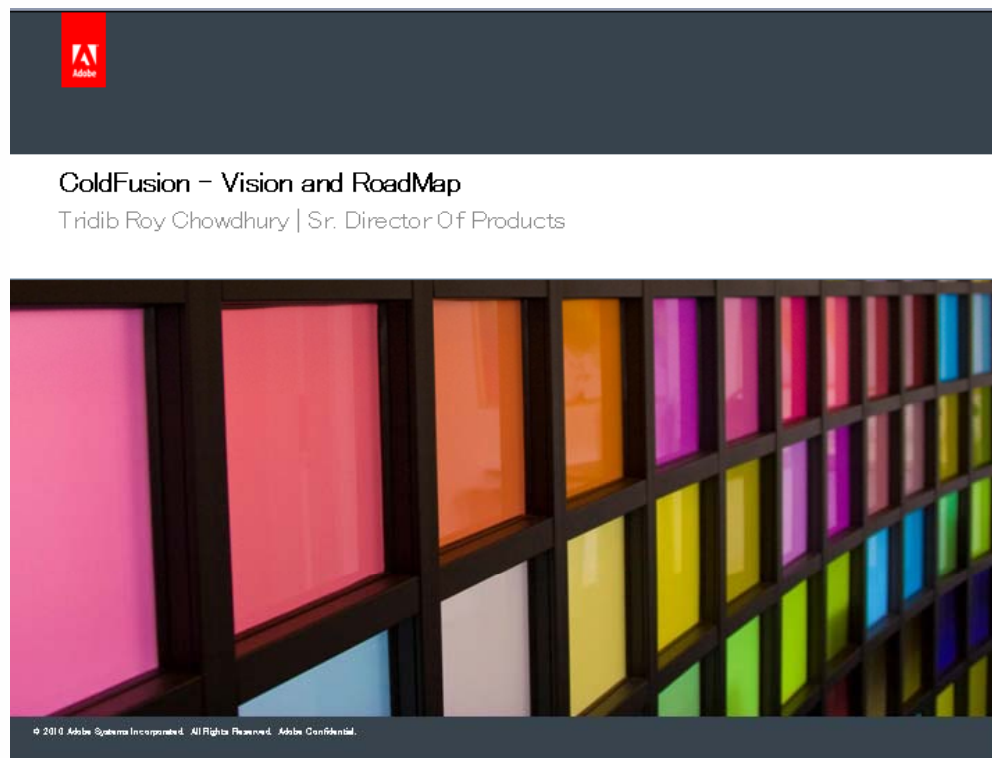 Adobe
ColdFusion – Vision and RoadMap
Tridib Roy Chowdhury | Sr. Director Of Products
© 2010 Adobe Systems Incorporated. All Rights Reserved. Adobe Confidential.